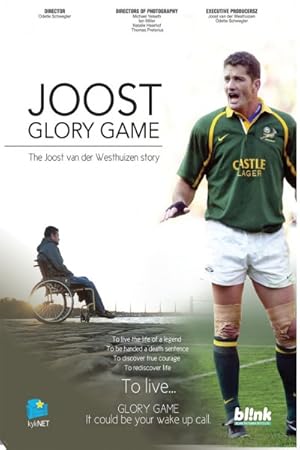 DIRECTOR
Odette Schwegler
DIRECTORS OF PHOTOGRAPHY
Michael Yelseth
Ian Miller
Natalie Haarhof
Thomas Pretorius
EXECUTIVE PRODUCERSZ
Joost van der Westhuizen
Odette Schwegler
JOOST
GLORY GAME
The Joost van der Westhuizen story
CASTLE
LAGER
To live the life of a legend
To be handed a death sentence
To discover true courage
To rediscover life
To live...
GLORY GAME
It could be your wake up call.
kykNET
blink